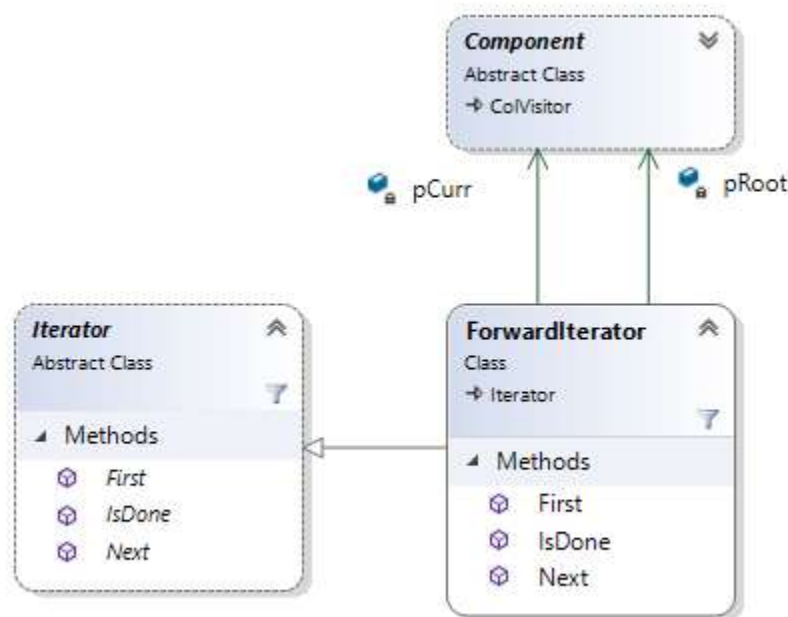 Component
Abstract Class
ColVisitor
pCurr
pRoot
Iterator
Abstract Class
Methods
First
IsDone
Next
ForwardIterator
Class
Iterator
Methods
First
IsDone
Next